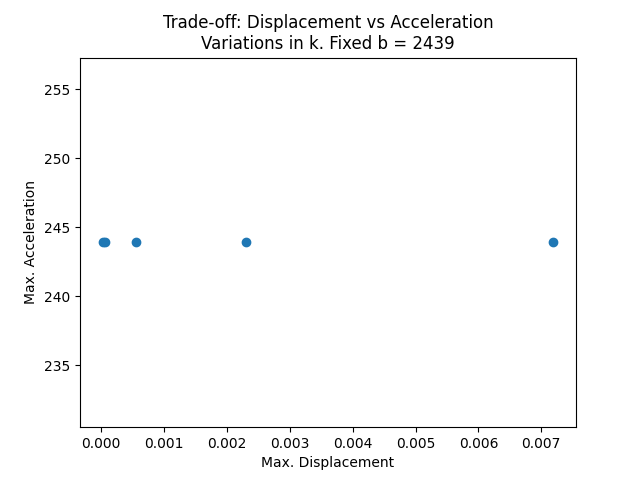 Trade-off: Displacement vs Acceleration
Variations in k. Fixed b = 2439
255
250
245
240
235
Max. Acceleration
0.000 0.001 0.002 0.003 0.004 0.005 0.006 0.007
Max. Displacement